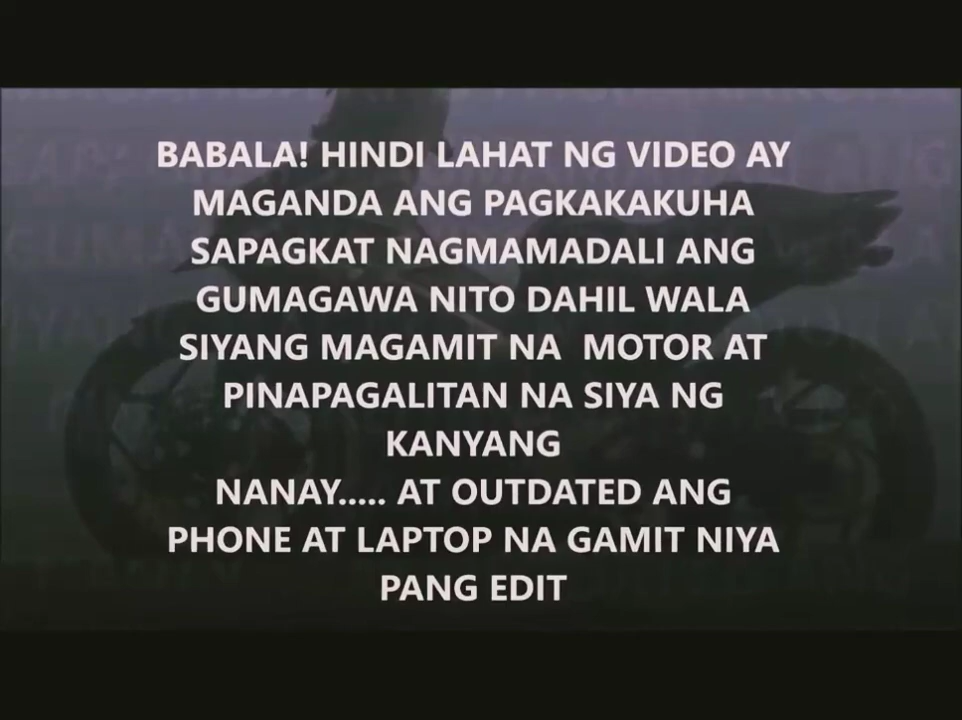 BABALA! HINDI LAHAT NG VIDEO AY
MAGANDA ANG PAGKAKAKUHA
SAPAGKAT NAGMAMADALI ANG
GUMAGAWA NITO DAHIL WALA
SIYANG MAGAMIT NA  MOTOR AT
PINAPAGALITAN NA SIYA NG
KANYANG
NANAY..... AT OUTDATED ANG
PHONE AT LAPTOP NA GAMIT NIYA
PANG EDIT